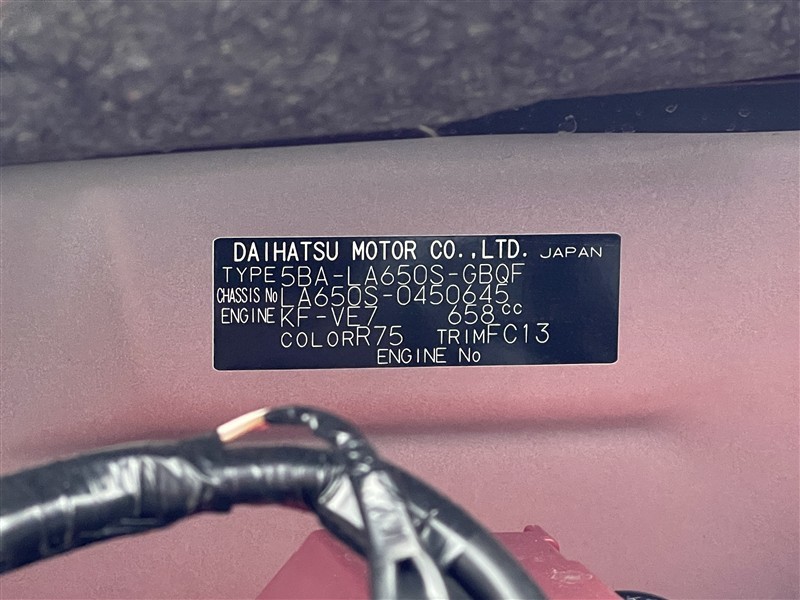 DAIHATSU MOTOR CO.,LTD. JAPAN
TYPE 5BA-LA650S-GBQF
CHASSIS No LA650S-0450645
ENGINE KF-VE7 658cc
COLOR R75 TRIM FC13
ENGINE No